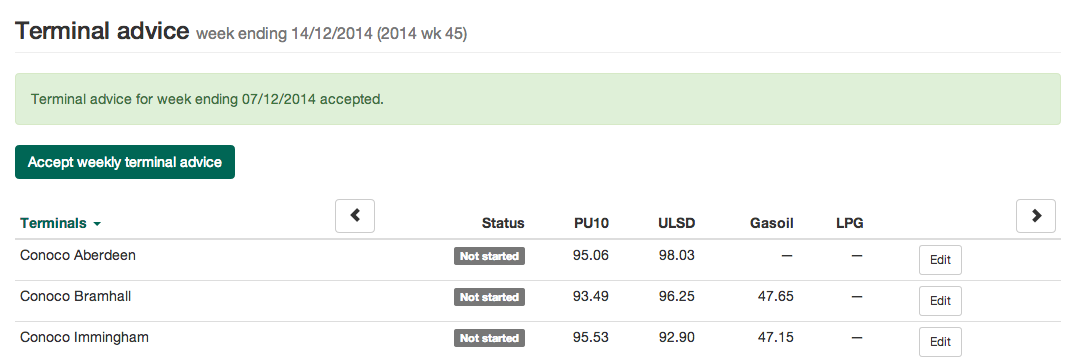 Terminal advice week ending 14/12/2014 (2014 wk 45)
Terminal advice for week ending 07/12/2014 accepted.
Accept weekly terminal advice
Terminals Status PU10 ULSD Gasoil LPG
Conoco Aberdeen Not started 95.06 98.03 — — Edit
Conoco Bramhall Not started 93.49 96.25 47.65 — Edit
Conoco Immingham Not started 95.53 92.90 47.15 — Edit